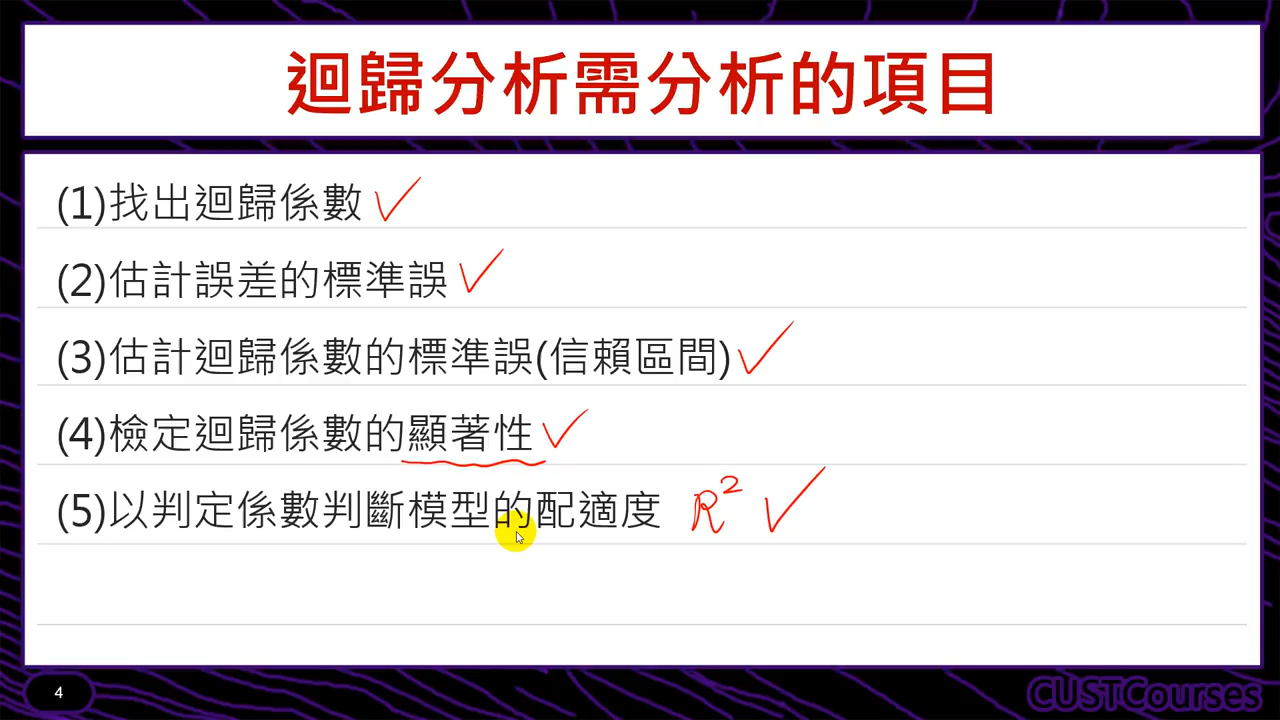 迴歸分析需分析的項目
(1)找出迴歸係數
(2)估計誤差的標準誤
(3)估計迴歸係數的標準誤(信賴區間)
(4)檢定迴歸係數的顯著性
(5)以判定係數判斷模型的配適度 R²
4
CUSTCourses